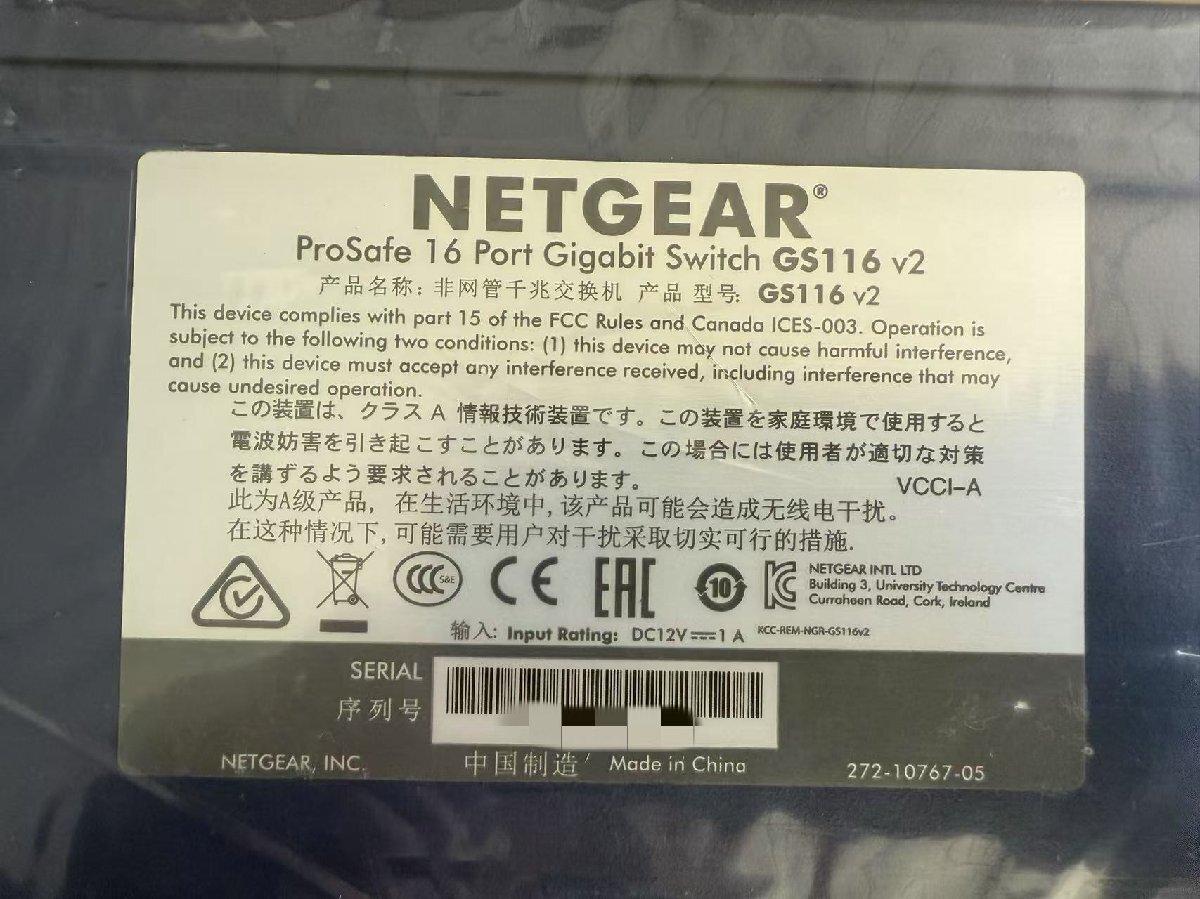 NETGEAR®
ProSafe 16 Port Gigabit Switch GS116 v2
产品名称: 非网管千兆交换机 产品 型号: GS116 v2
This device complies with part 15 of the FCC Rules and Canada ICES-003. Operation is
subject to the following two conditions: (1) this device may not cause harmful interference,
and (2) this device must accept any interference received, including interference that may
cause undesired operation.
この装置は、クラス A 情報技術装置です。この装置を家庭環境で使用すると
電波妨害を引き起こすことがあります。この場合には使用者が適切な対策
を講ずるよう要求されることがあります。
VCCI-A
此为A级产品, 在生活环境中, 该产品可能会造成无线电干扰。
在这种情况下, 可能需要用户对干扰采取切实可行的措施.
CCC S&E CE EAC 10 KC
NETGEAR INTL LTD
Building 3, University Technology Centre
Curraheen Road, Cork, Ireland
输入: Input Rating: DC12V⎓1 A KCC-REM-NGR-GS116v2
SERIAL
序列号
NETGEAR, INC. 中国制造 Made in China 272-10767-05